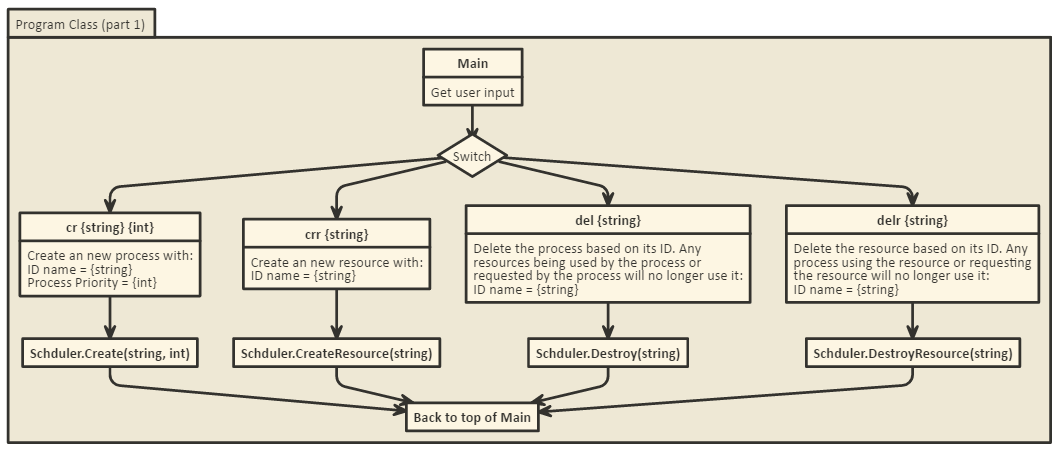 Program Class (part 1)
Main
Get user input
Switch
cr {string} {int}
Create an new process with:
ID name = {string}
Process Priority = {int}
crr {string}
Create an new resource with:
ID name = {string}
del {string}
Delete the process based on its ID. Any
resources being used by the process or
requested by the process will no longer use it:
ID name = {string}
delr {string}
Delete the resource based on its ID. Any
process using the resource or requesting
the resource will no longer use it:
ID name = {string}
Schduler.Create(string, int)
Schduler.CreateResource(string)
Schduler.Destroy(string)
Schduler.DestroyResource(string)
Back to top of Main